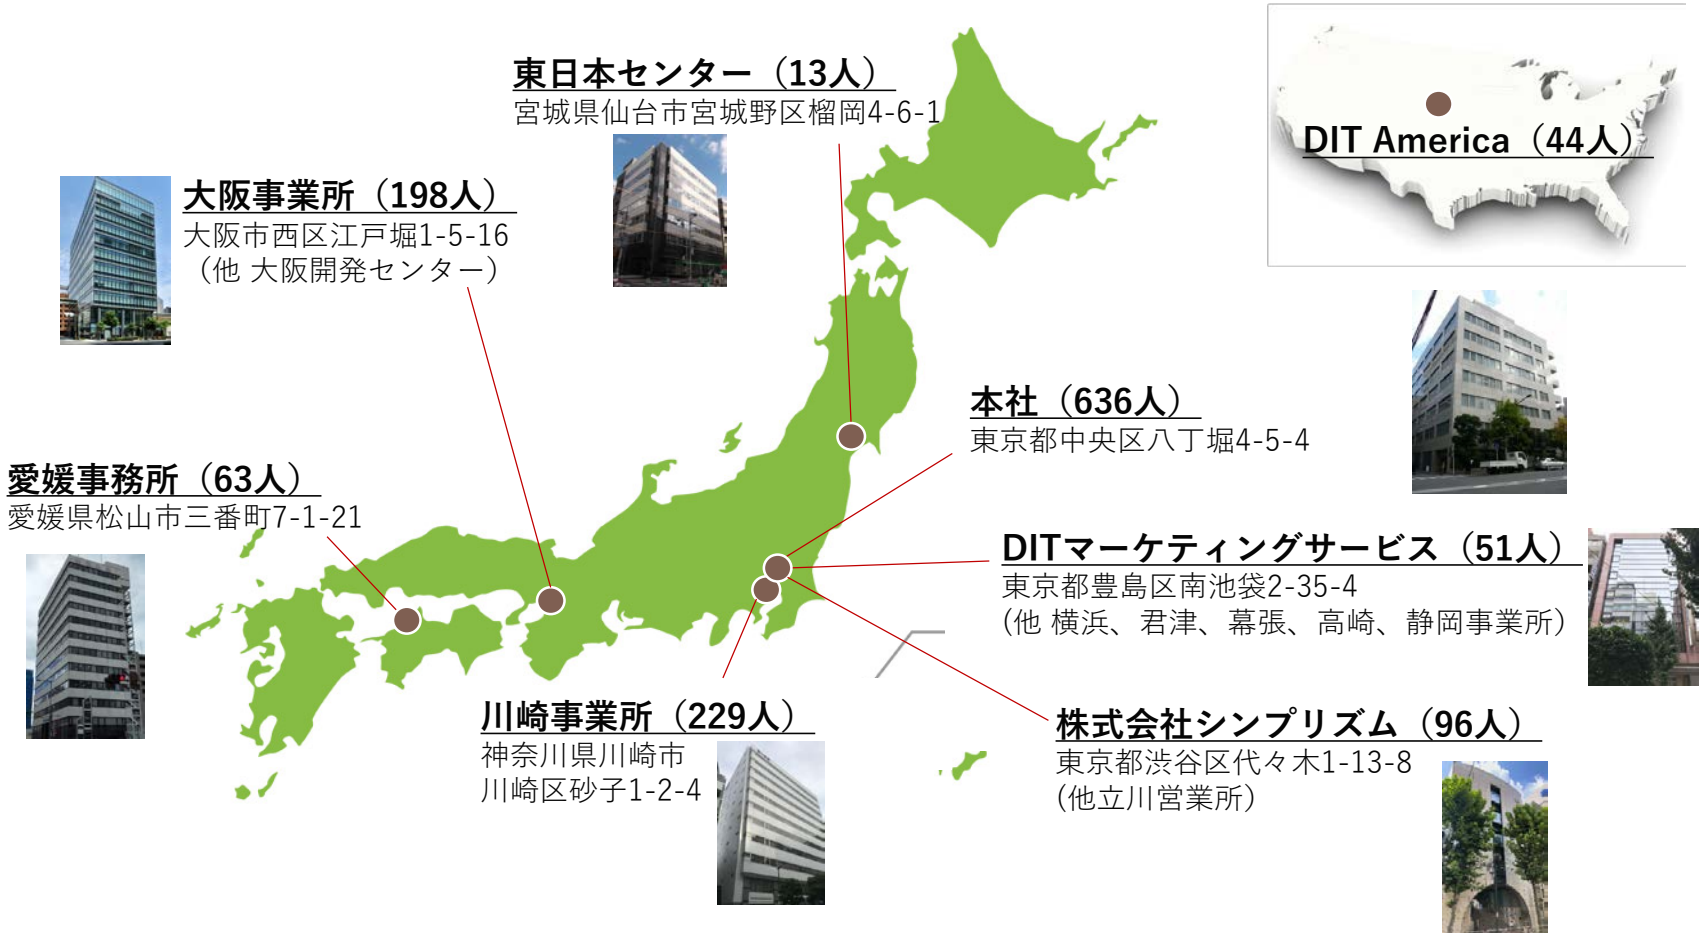 東日本センター（13人）
宮城県仙台市宮城野区榴岡4-6-1
DIT America（44人）
大阪事業所（198人）
大阪市西区江戸堀1-5-16
（他 大阪開発センター）
本社（636人）
東京都中央区八丁堀4-5-4
愛媛事務所（63人）
愛媛県松山市三番町7-1-21
DITマーケティングサービス（51人）
東京都豊島区南池袋2-35-4
(他 横浜、君津、幕張、高崎、静岡事業所）
川崎事業所（229人）
神奈川県川崎市
川崎区砂子1-2-4
株式会社シンプリズム（96人）
東京都渋谷区代々木1-13-8
(他立川営業所）